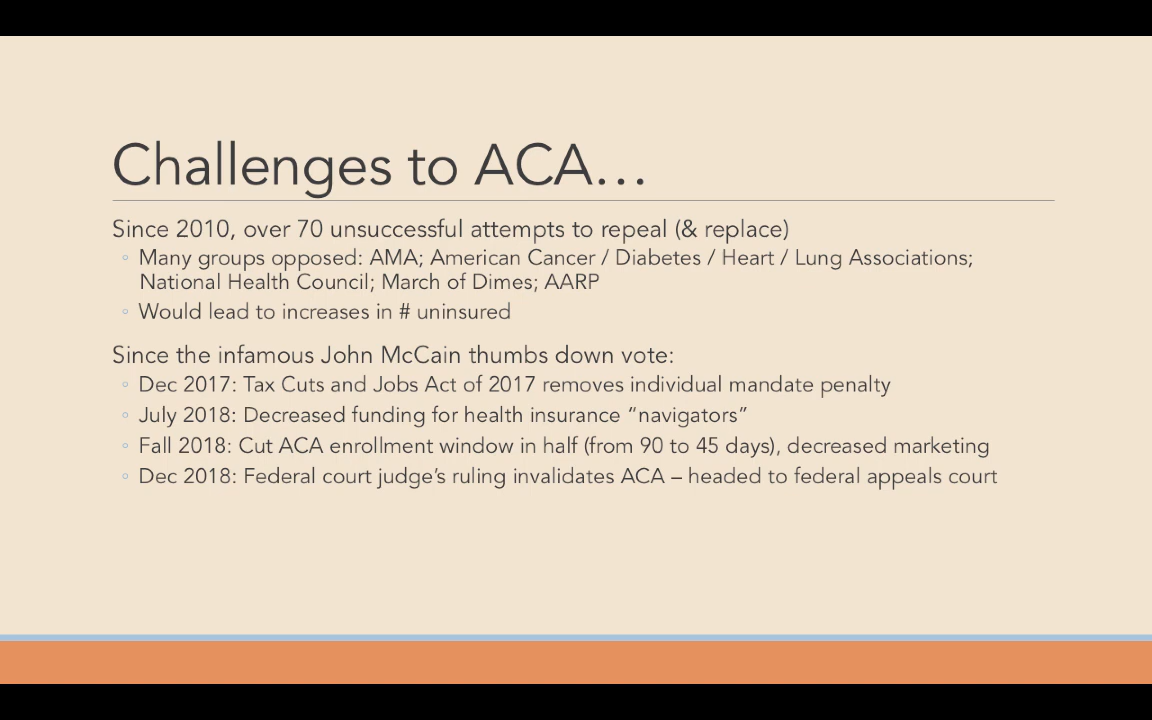 Challenges to ACA…
Since 2010, over 70 unsuccessful attempts to repeal (& replace)
◦ Many groups opposed: AMA; American Cancer / Diabetes / Heart / Lung Associations;
National Health Council; March of Dimes; AARP
◦ Would lead to increases in # uninsured
Since the infamous John McCain thumbs down vote:
◦ Dec 2017: Tax Cuts and Jobs Act of 2017 removes individual mandate penalty
◦ July 2018: Decreased funding for health insurance “navigators”
◦ Fall 2018: Cut ACA enrollment window in half (from 90 to 45 days), decreased marketing
◦ Dec 2018: Federal court judge’s ruling invalidates ACA – headed to federal appeals court